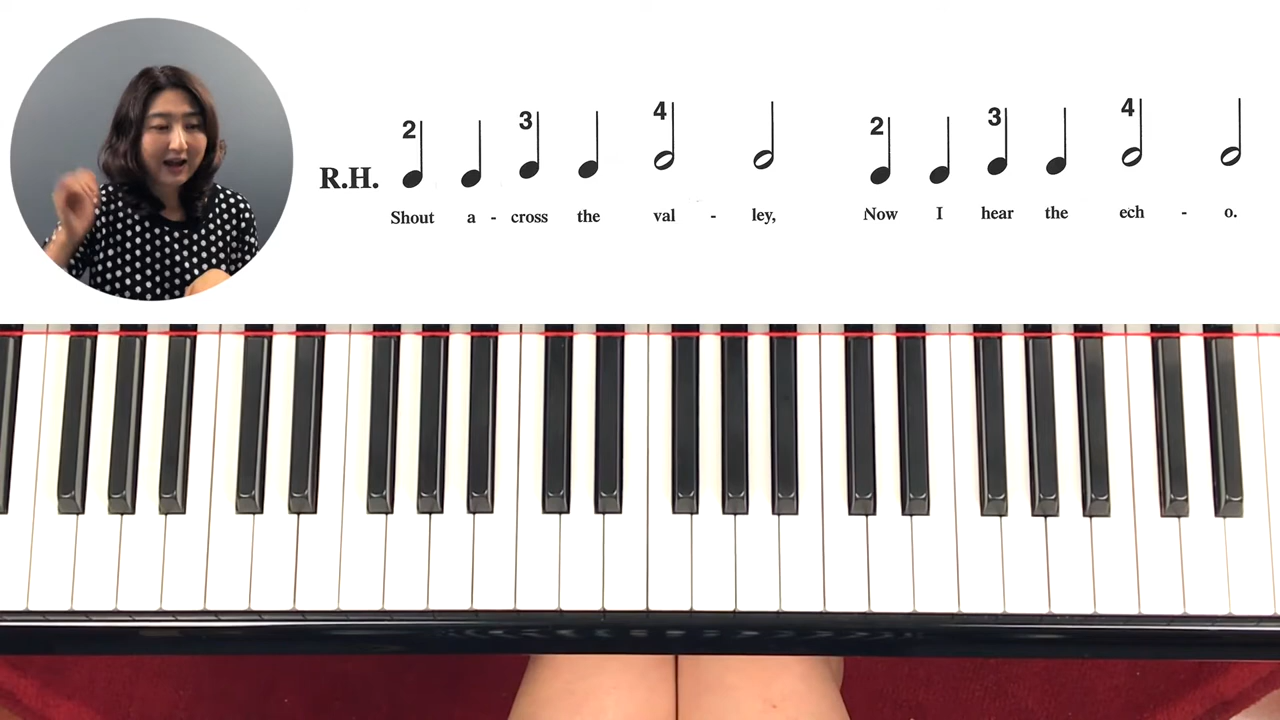 2 3 4 2 3 4
R.H.
Shout a - cross the val - ley, Now I hear the ech - o.